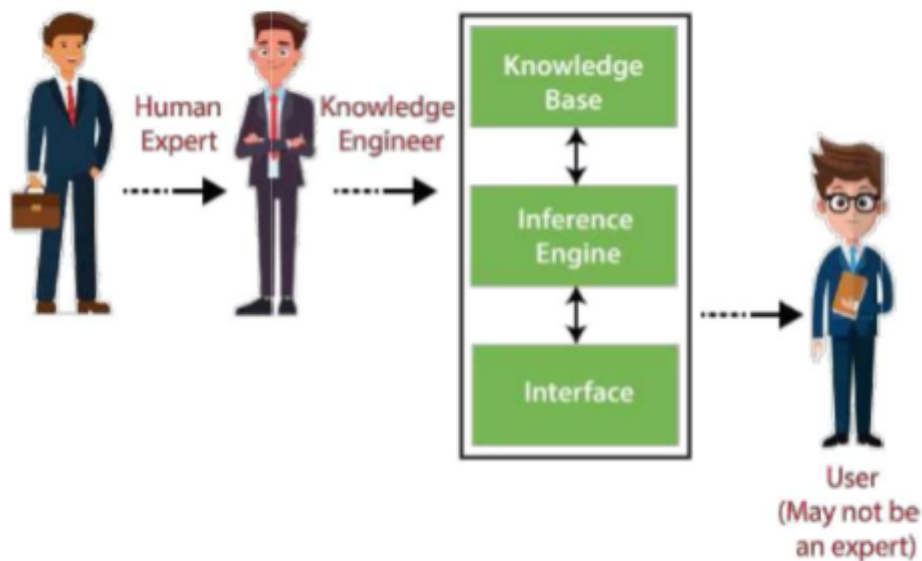 Human
Expert
Knowledge
Engineer
Knowledge
Base
Inference
Engine
Interface
User
(May not be
an expert)